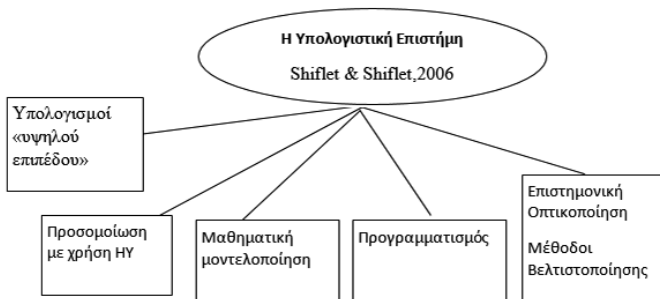 Η Υπολογιστική Επιστήμη
Shiflet & Shiflet,2006
Υπολογισμοί
«υψηλού
επιπέδου»
Προσομοίωση
με χρήση ΗΥ
Μαθηματική
μοντελοποίηση
Προγραμματισμός
Επιστημονική
Οπτικοποίηση
Μέθοδοι
Βελτιστοποίησης